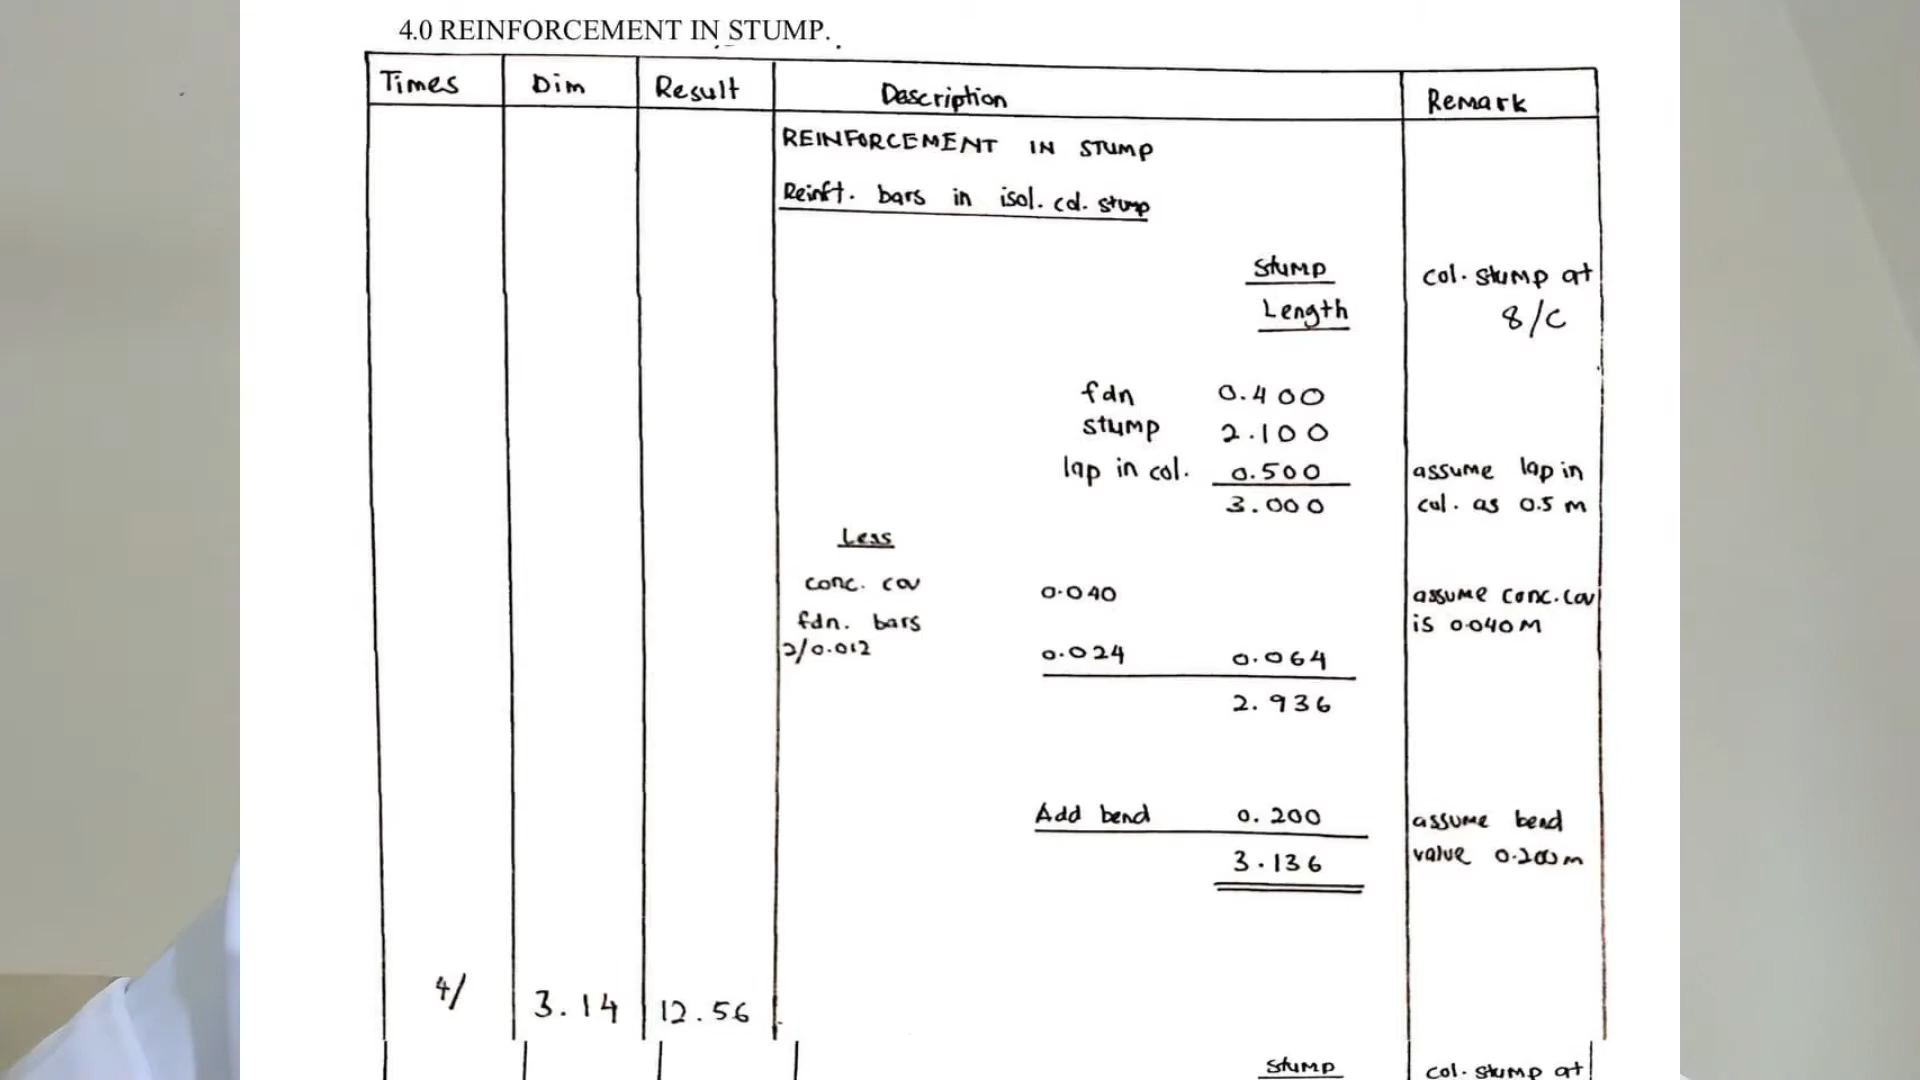 4.0 REINFORCEMENT IN STUMP.
Times Dim Result Description Remark
REINFORCEMENT IN STUMP
Reinft. bars in isol. col. stump
Stump col. stump at
Length 8/C
fdn 0.400
stump 2.100
lap in col. 0.500 assume lap in
3.000 col. as 0.5 m
Less
conc. cov 0.040 assume conc. cov
fdn. bars is 0.040M
2/0.012 0.024 0.064
2.936
Add bend 0.200 assume bend
3.136 value 0.200m
4/ 3.14 12.56
Stump col. stump at